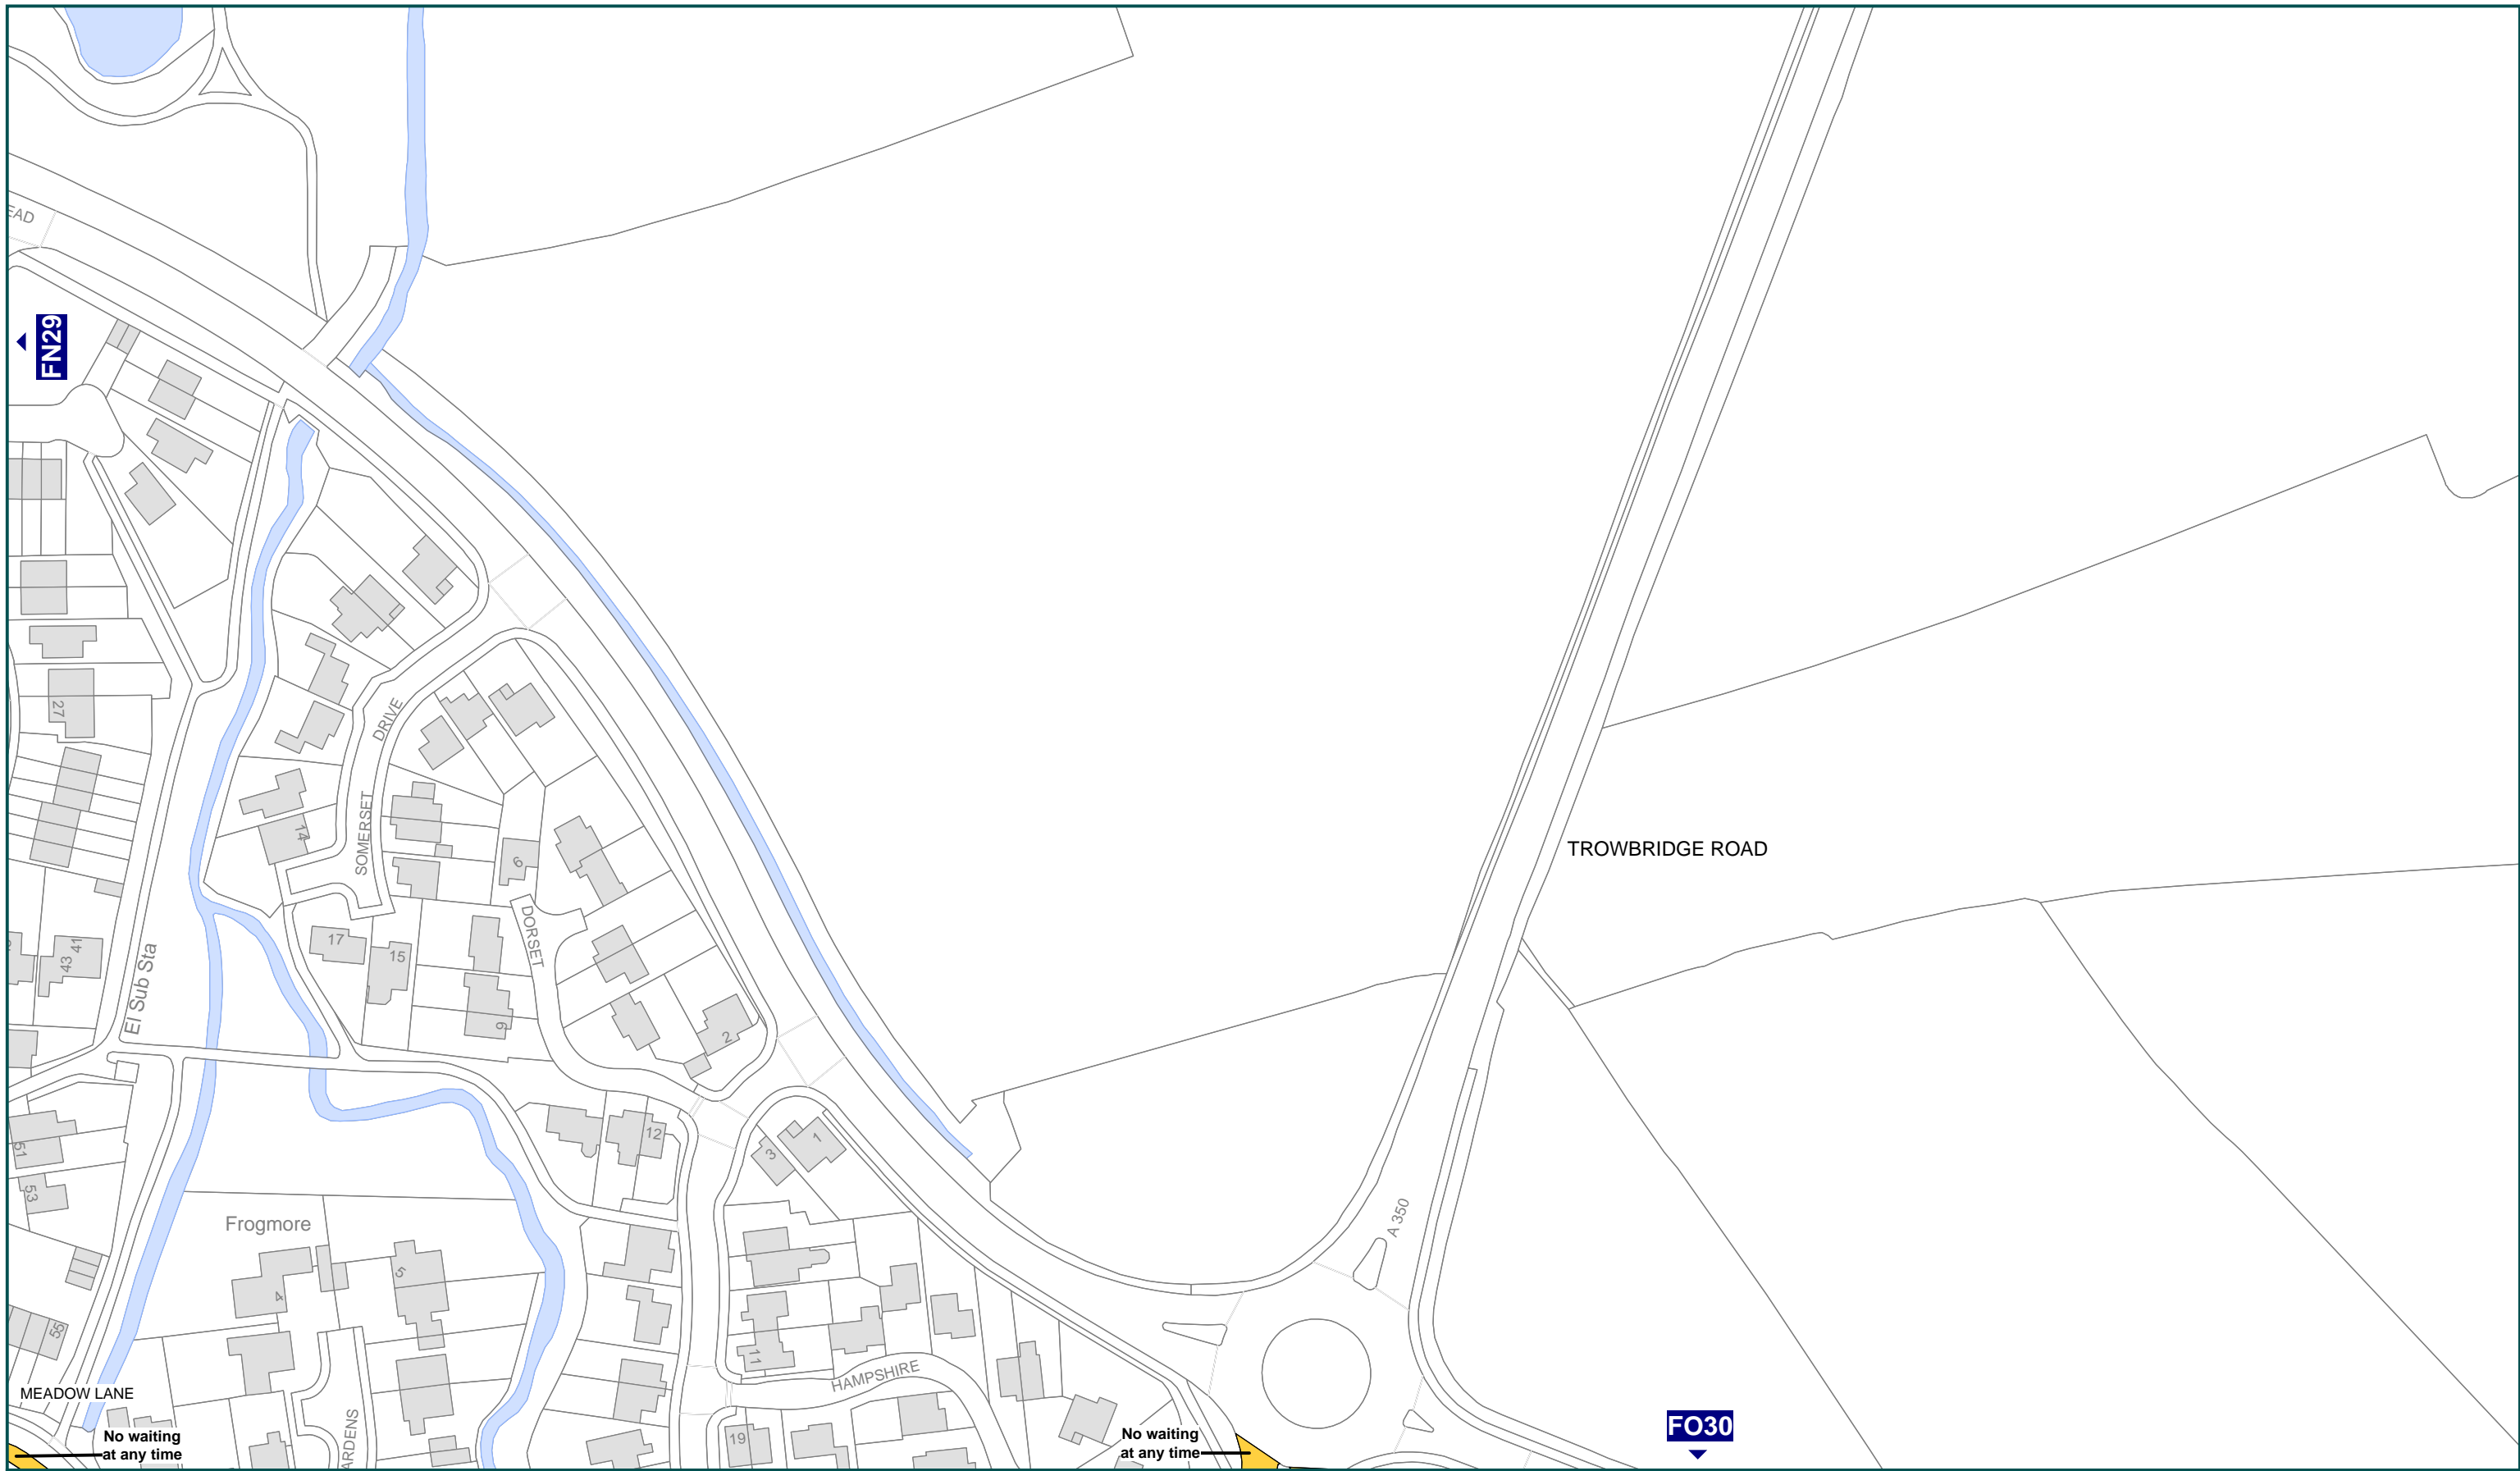 EAD
FN29
27
DRIVE
SOMERSET
14
6
TROWBRIDGE ROAD
DORSET
17
15
41
43
El Sub Sta
9
2
12
1
3
51
53
A 350
Frogmore
5
4
55
11
HAMPSHIRE
MEADOW LANE
ARDENS
19
No waiting
at any time
No waiting
at any time
FO30